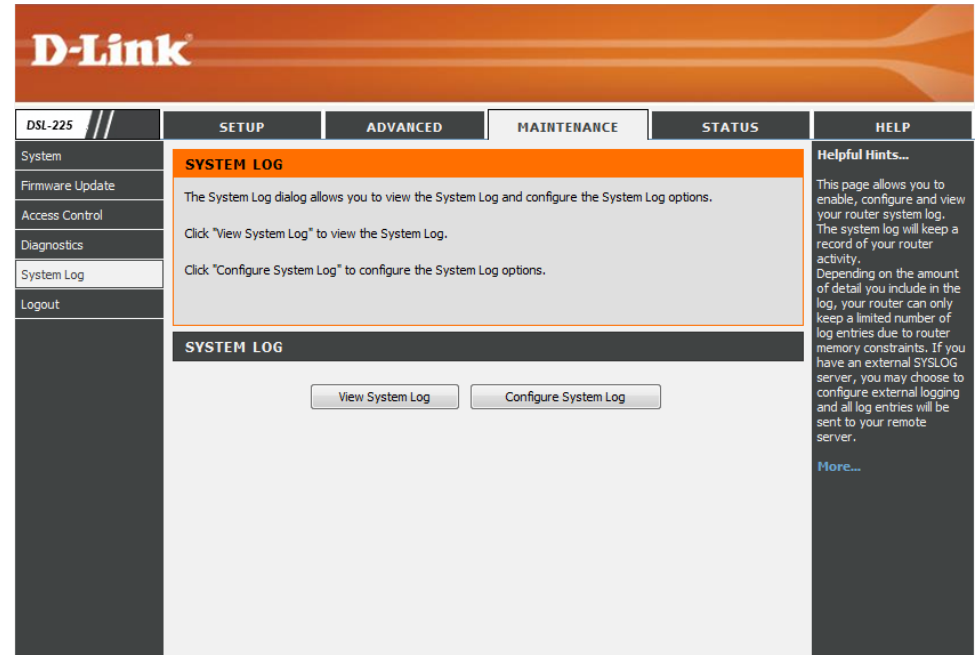 D-Link®
DSL-225
SETUP
ADVANCED
MAINTENANCE
STATUS
HELP
System
Firmware Update
Access Control
Diagnostics
System Log
Logout
SYSTEM LOG
The System Log dialog allows you to view the System Log and configure the System Log options.
Click "View System Log" to view the System Log.
Click "Configure System Log" to configure the System Log options.
SYSTEM LOG
View System Log
Configure System Log
Helpful Hints...
This page allows you to
enable, configure and view
your router system log.
The system log will keep a
record of your router
activity.
Depending on the amount
of detail you include in the
log, your router can only
keep a limited number of
log entries due to router
memory constraints. If you
have an external SYSLOG
server, you may choose to
configure external logging
and all log entries will be
sent to your remote
server.
More...